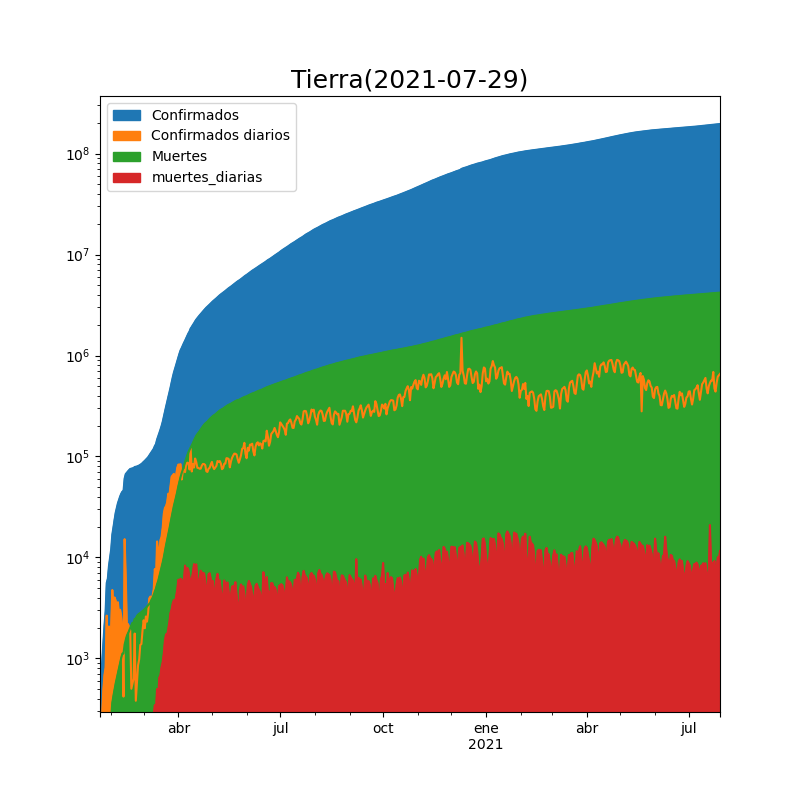 Tierra(2021-07-29)
Confirmados
Confirmados diarios
Muertes
muertes_diarias
10^8
10^7
10^6
10^5
10^4
10^3
abr jul oct ene abr jul
2021